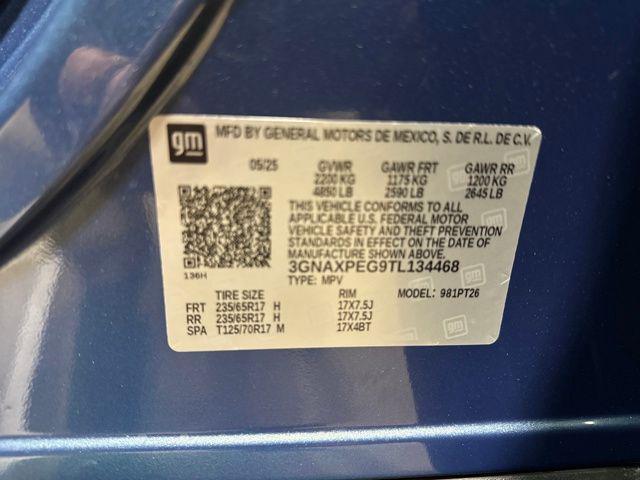 gm MFD BY GENERAL MOTORS DE MEXICO, S. DE R.L. DE C.V.
05/25 GVWR GAWR FRT GAWR RR
2200 KG 1175 KG 1200 KG
4850 LB 2590 LB 2645 LB
THIS VEHICLE CONFORMS TO ALL
APPLICABLE U.S. FEDERAL MOTOR
VEHICLE SAFETY AND THEFT PREVENTION
STANDARDS IN EFFECT ON THE DATE OF
MANUFACTURE SHOWN ABOVE.
3GNAXPEG9TL134468
136H TYPE: MPV
TIRE SIZE RIM MODEL: 981PT26
FRT 235/65R17 H 17X7.5J
RR 235/65R17 H 17X7.5J
SPA T125/70R17 M 17X4BT
gm